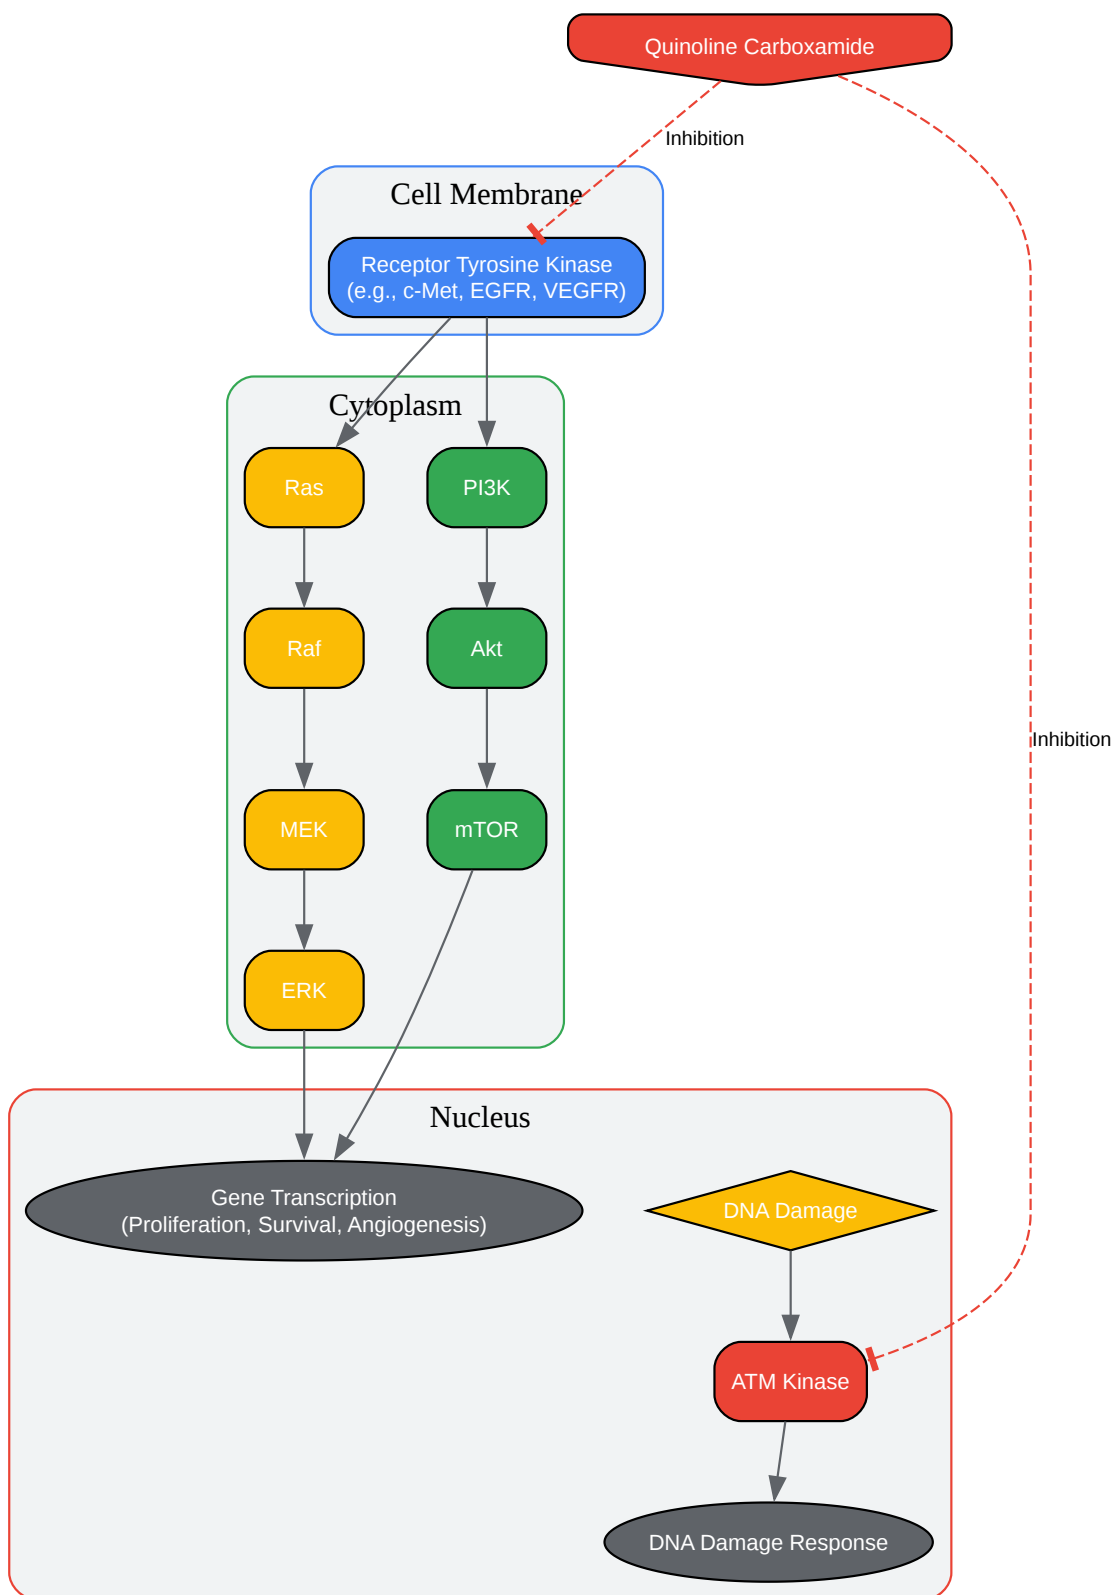 Quinoline Carboxamide
Inhibition
Cell Membrane
Receptor Tyrosine Kinase
(e.g., c-Met, EGFR, VEGFR)
Cytoplasm
Ras
PI3K
Raf
Akt
Inhibition
MEK
mTOR
ERK
Nucleus
Gene Transcription
(Proliferation, Survival, Angiogenesis)
DNA Damage
ATM Kinase
DNA Damage Response